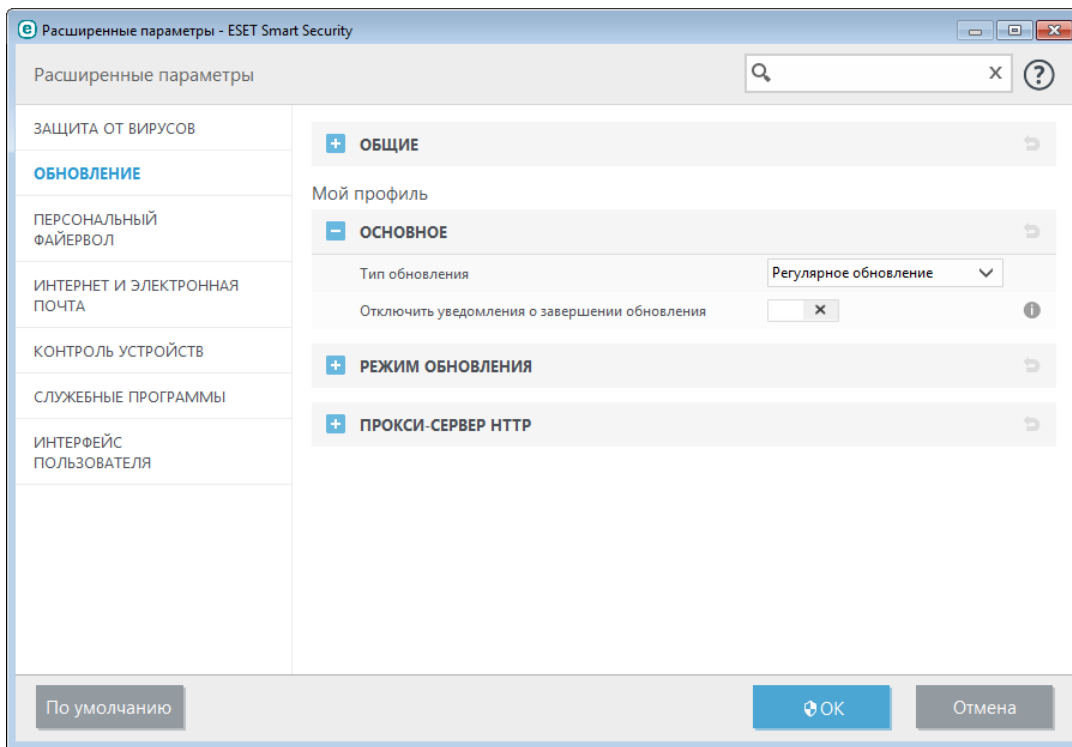 Расширенные параметры - ESET Smart Security
Расширенные параметры
ЗАЩИТА ОТ ВИРУСОВ
ОБНОВЛЕНИЕ
ПЕРСОНАЛЬНЫЙ
ФАЙЕРВОЛ
ИНТЕРНЕТ И ЭЛЕКТРОННАЯ
ПОЧТА
КОНТРОЛЬ УСТРОЙСТВ
СЛУЖЕБНЫЕ ПРОГРАММЫ
ИНТЕРФЕЙС
ПОЛЬЗОВАТЕЛЯ
ОБЩИЕ
Мой профиль
ОСНОВНОЕ
Тип обновления
Регулярное обновление
Отключить уведомления о завершении обновления
РЕЖИМ ОБНОВЛЕНИЯ
ПРОКСИ-СЕРВЕР HTTP
По умолчанию
OK
Отмена